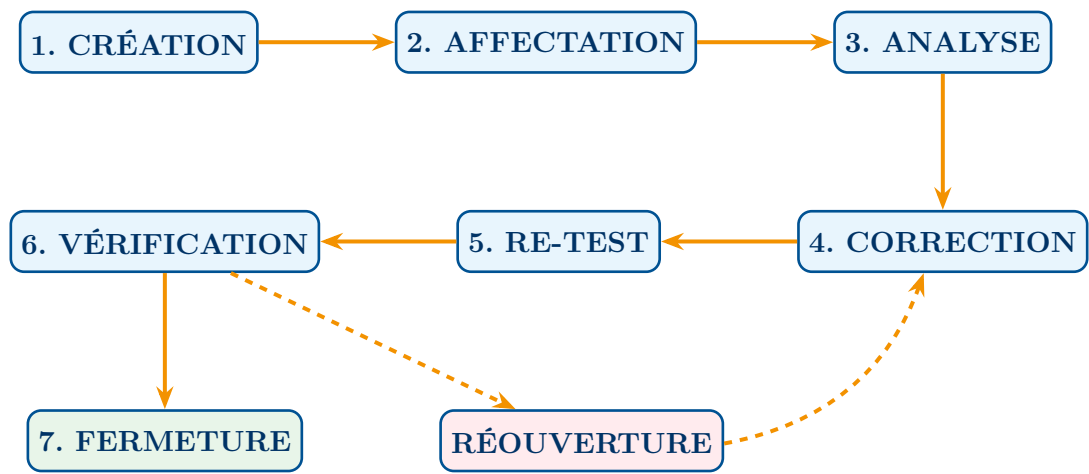 1. CRÉATION
2. AFFECTATION
3. ANALYSE
6. VÉRIFICATION
5. RE-TEST
4. CORRECTION
7. FERMETURE
RÉOUVERTURE